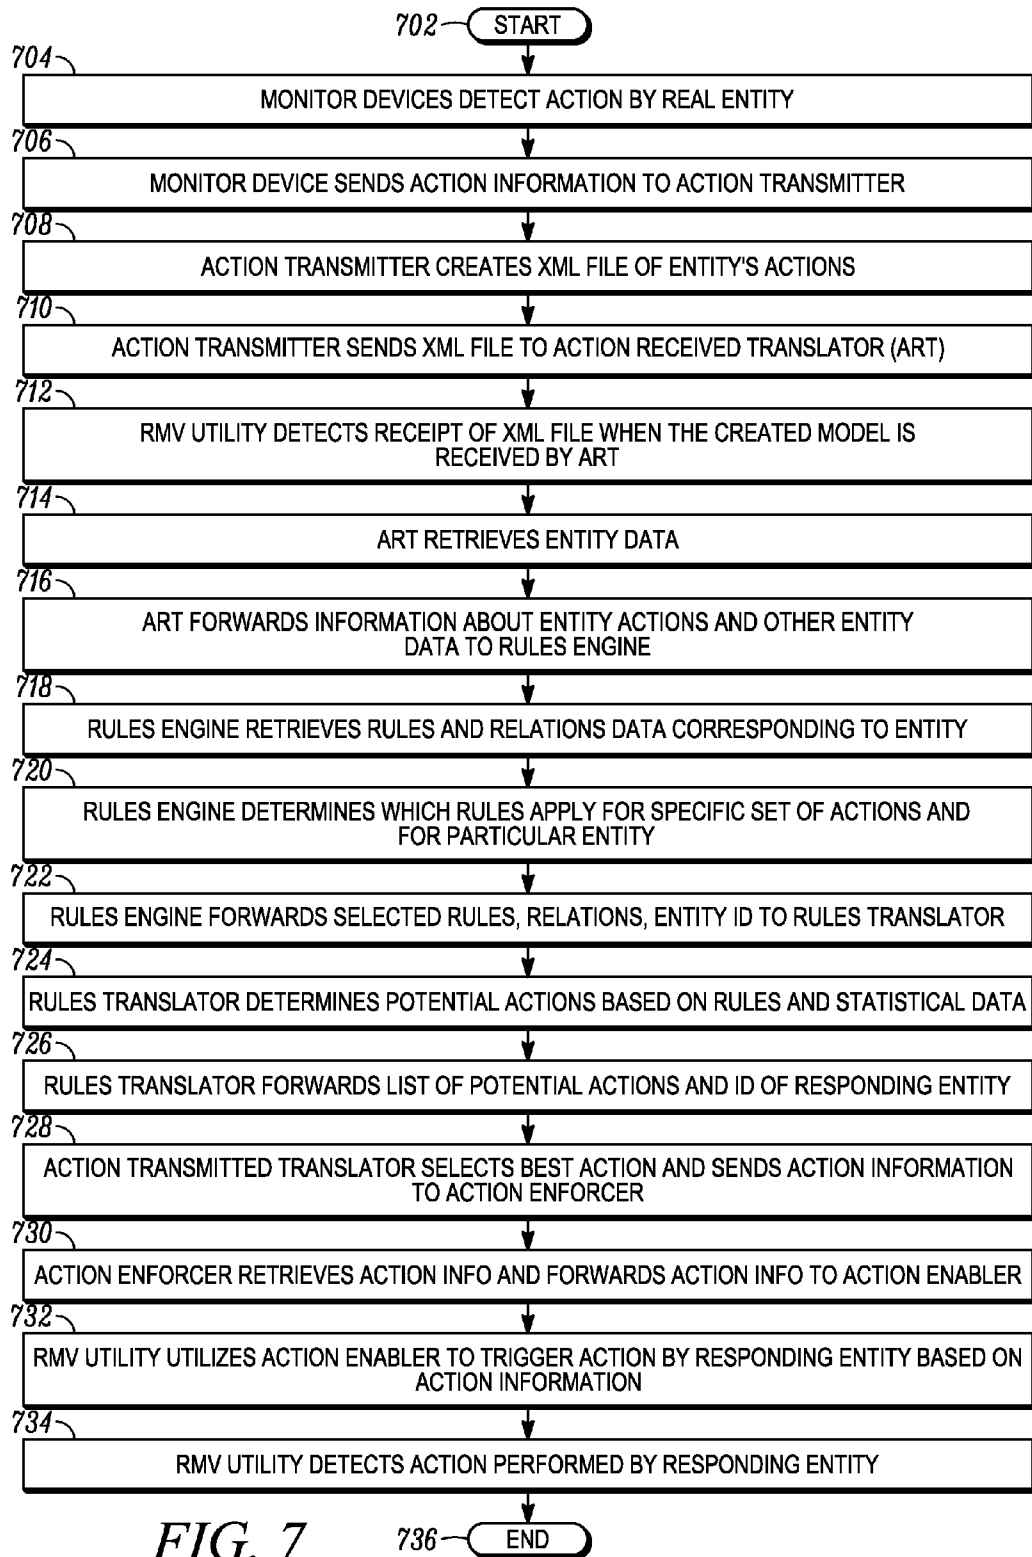 702 START
704
MONITOR DEVICES DETECT ACTION BY REAL ENTITY
706
MONITOR DEVICE SENDS ACTION INFORMATION TO ACTION TRANSMITTER
708
ACTION TRANSMITTER CREATES XML FILE OF ENTITY'S ACTIONS
710
ACTION TRANSMITTER SENDS XML FILE TO ACTION RECEIVED TRANSLATOR (ART)
712
RMV UTILITY DETECTS RECEIPT OF XML FILE WHEN THE CREATED MODEL IS
RECEIVED BY ART
714
ART RETRIEVES ENTITY DATA
716
ART FORWARDS INFORMATION ABOUT ENTITY ACTIONS AND OTHER ENTITY
DATA TO RULES ENGINE
718
RULES ENGINE RETRIEVES RULES AND RELATIONS DATA CORRESPONDING TO ENTITY
720
RULES ENGINE DETERMINES WHICH RULES APPLY FOR SPECIFIC SET OF ACTIONS AND
FOR PARTICULAR ENTITY
722
RULES ENGINE FORWARDS SELECTED RULES, RELATIONS, ENTITY ID TO RULES TRANSLATOR
724
RULES TRANSLATOR DETERMINES POTENTIAL ACTIONS BASED ON RULES AND STATISTICAL DATA
726
RULES TRANSLATOR FORWARDS LIST OF POTENTIAL ACTIONS AND ID OF RESPONDING ENTITY
728
ACTION TRANSMITTED TRANSLATOR SELECTS BEST ACTION AND SENDS ACTION INFORMATION
TO ACTION ENFORCER
730
ACTION ENFORCER RETRIEVES ACTION INFO AND FORWARDS ACTION INFO TO ACTION ENABLER
732
RMV UTILITY UTILIZES ACTION ENABLER TO TRIGGER ACTION BY RESPONDING ENTITY BASED ON
ACTION INFORMATION
734
RMV UTILITY DETECTS ACTION PERFORMED BY RESPONDING ENTITY
FIG. 7
736 END